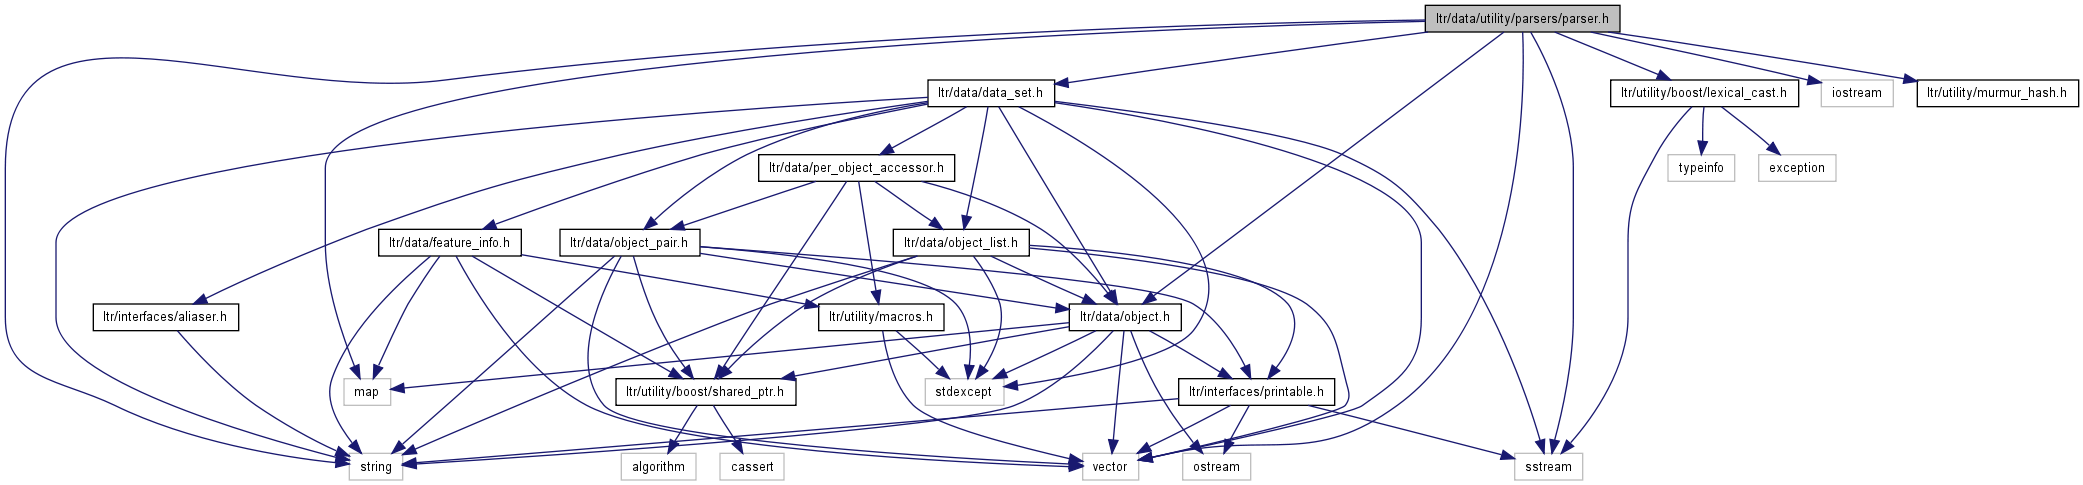 ltr/data/utility/parsers/parser.h
ltr/data/data_set.h
ltr/utility/boost/lexical_cast.h
iostream
ltr/utility/murmur_hash.h
ltr/data/per_object_accessor.h
typeinfo
exception
ltr/data/feature_info.h
ltr/data/object_pair.h
ltr/data/object_list.h
ltr/interfaces/aliaser.h
ltr/utility/macros.h
ltr/data/object.h
map
ltr/utility/boost/shared_ptr.h
stdexcept
ltr/interfaces/printable.h
string
algorithm
cassert
vector
ostream
sstream